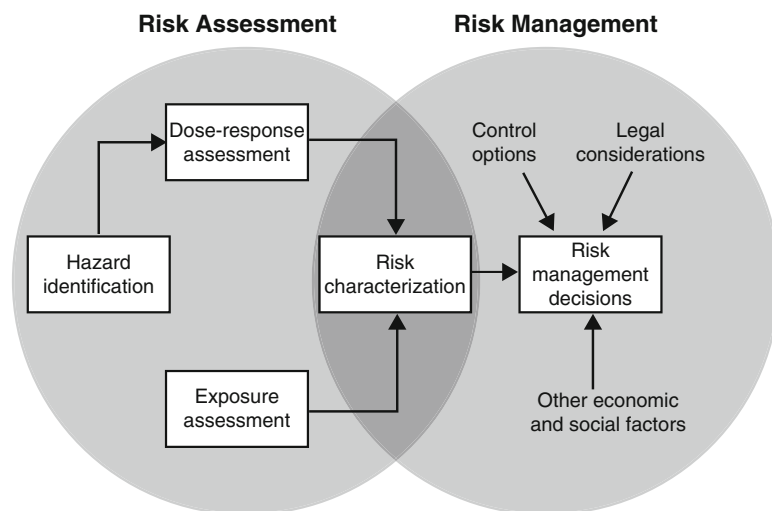 Risk Assessment
Risk Management
Dose-response
assessment
Control
options
Legal
considerations
Hazard
identification
Risk
characterization
Risk
management
decisions
Exposure
assessment
Other economic
and social factors